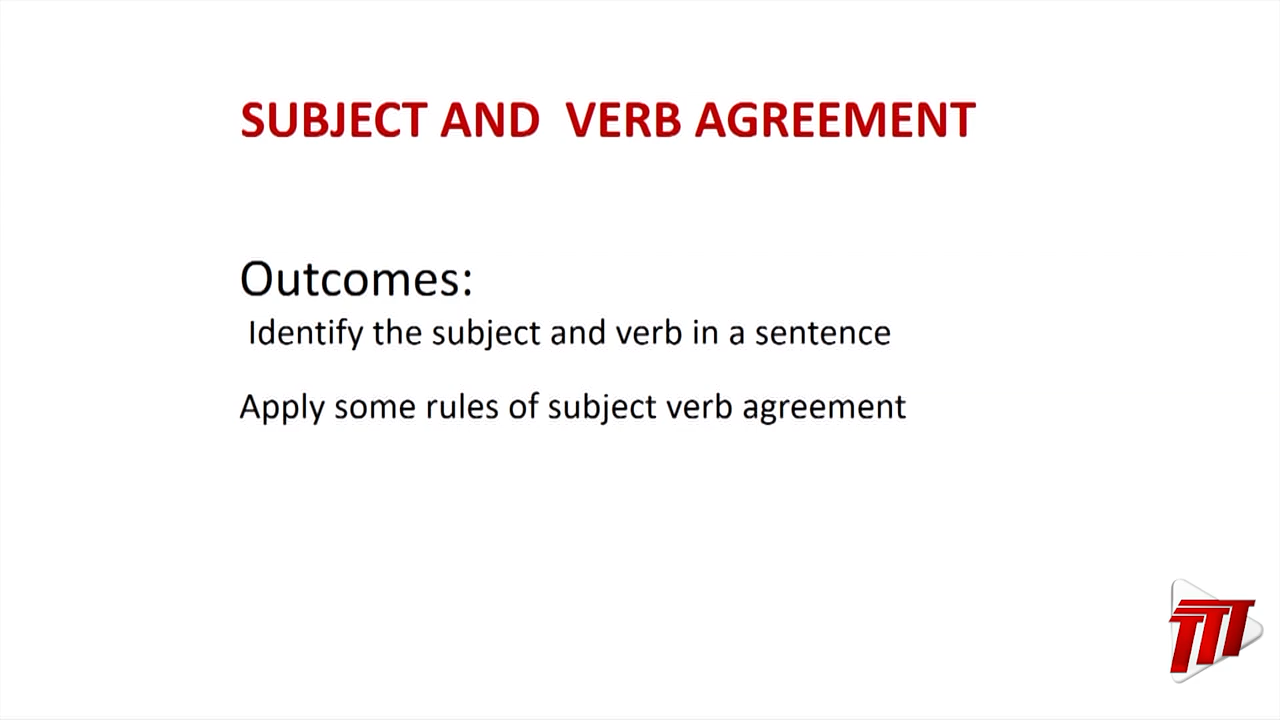 SUBJECT AND  VERB AGREEMENT
Outcomes:
Identify the subject and verb in a sentence
Apply some rules of subject verb agreement
TTT